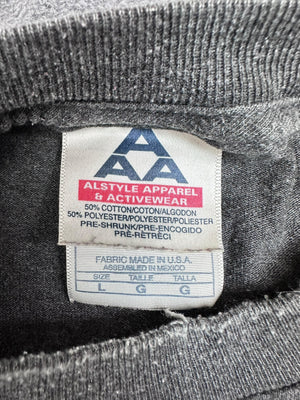 A
AA
ALSTYLE APPAREL
& ACTIVEWEAR
50% COTTON/COTON/ALGODON
50% POLYESTER/POLYESTER/POLIESTER
PRE-SHRUNK/PRE-ENCOGIDO
PRÉ-RÉTRÉCI
FABRIC MADE IN U.S.A.
ASSEMBLED IN MEXICO
SIZE TAILLE TALLA
L G G